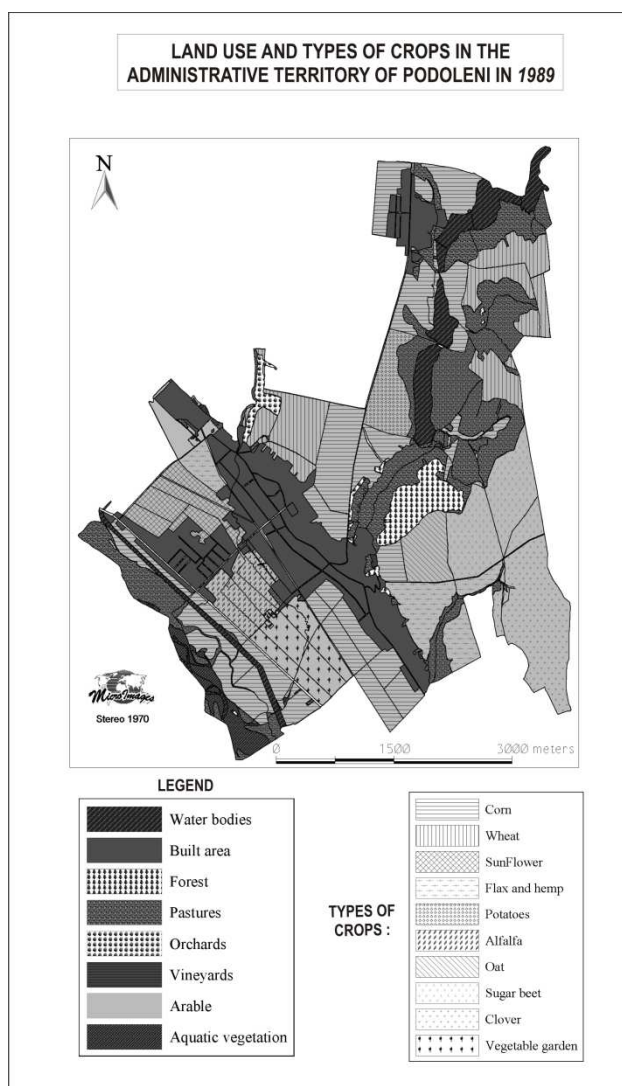 LAND USE AND TYPES OF CROPS IN THE
ADMINISTRATIVE TERRITORY OF PODOLENI IN 1989
N
MicroImages
Stereo 1970
0 1500 3000 meters
LEGEND
Water bodies
Built area
Forest
Pastures
Orchards
Vineyards
Arable
Aquatic vegetation
TYPES OF
CROPS :
Corn
Wheat
SunFlower
Flax and hemp
Potatoes
Alfalfa
Oat
Sugar beet
Clover
Vegetable garden